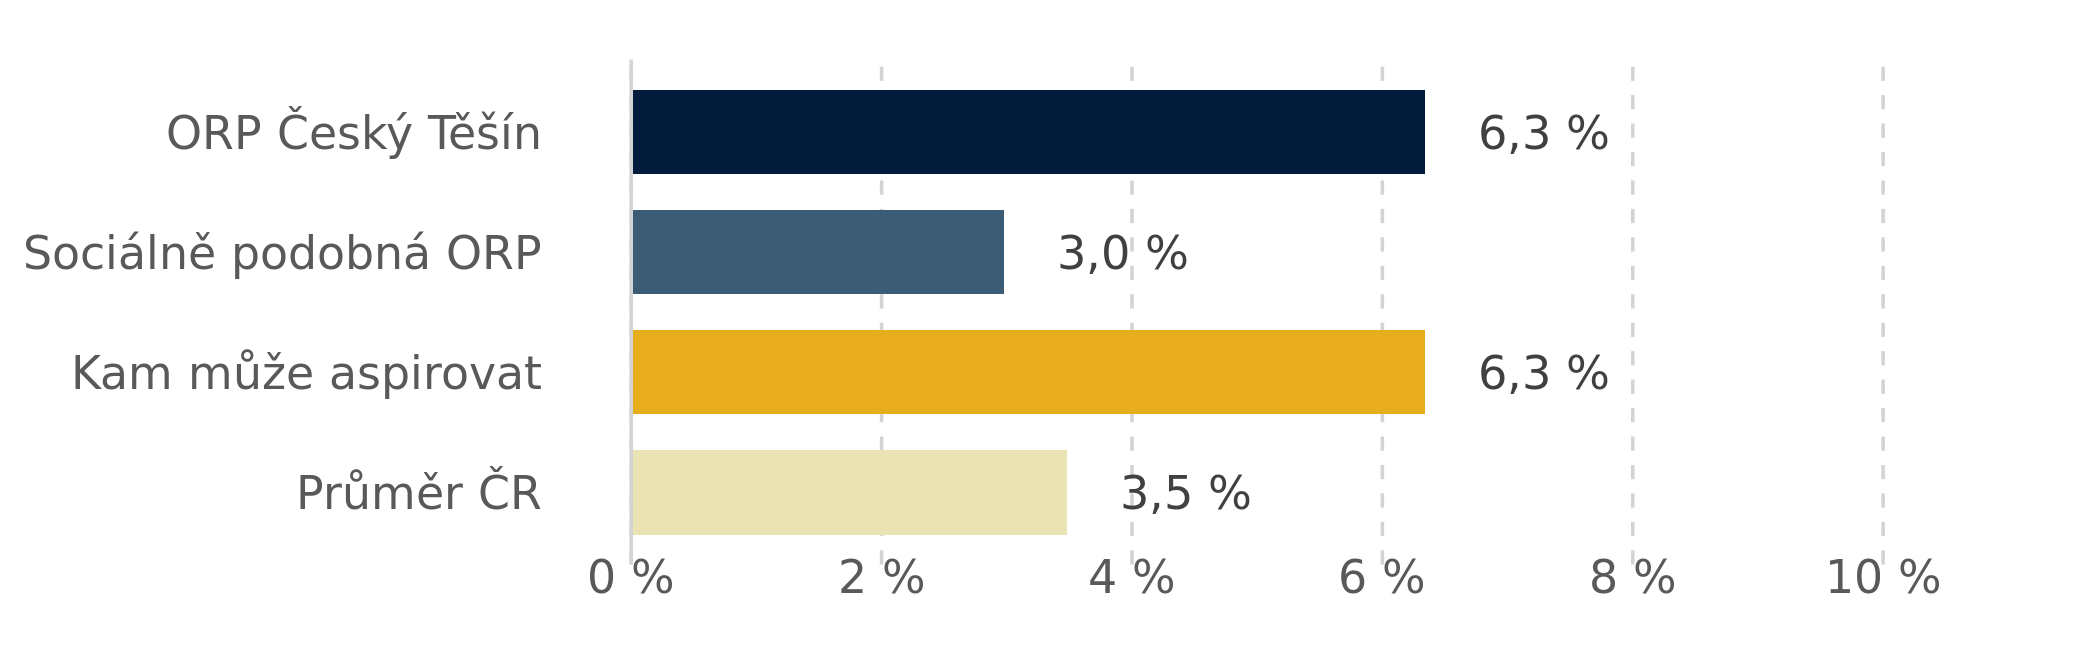 ORP Český Těšín 6,3 %
Sociálně podobná ORP 3,0 %
Kam může aspirovat 6,3 %
Průměr ČR 3,5 %
0 % 2 % 4 % 6 % 8 % 10 %